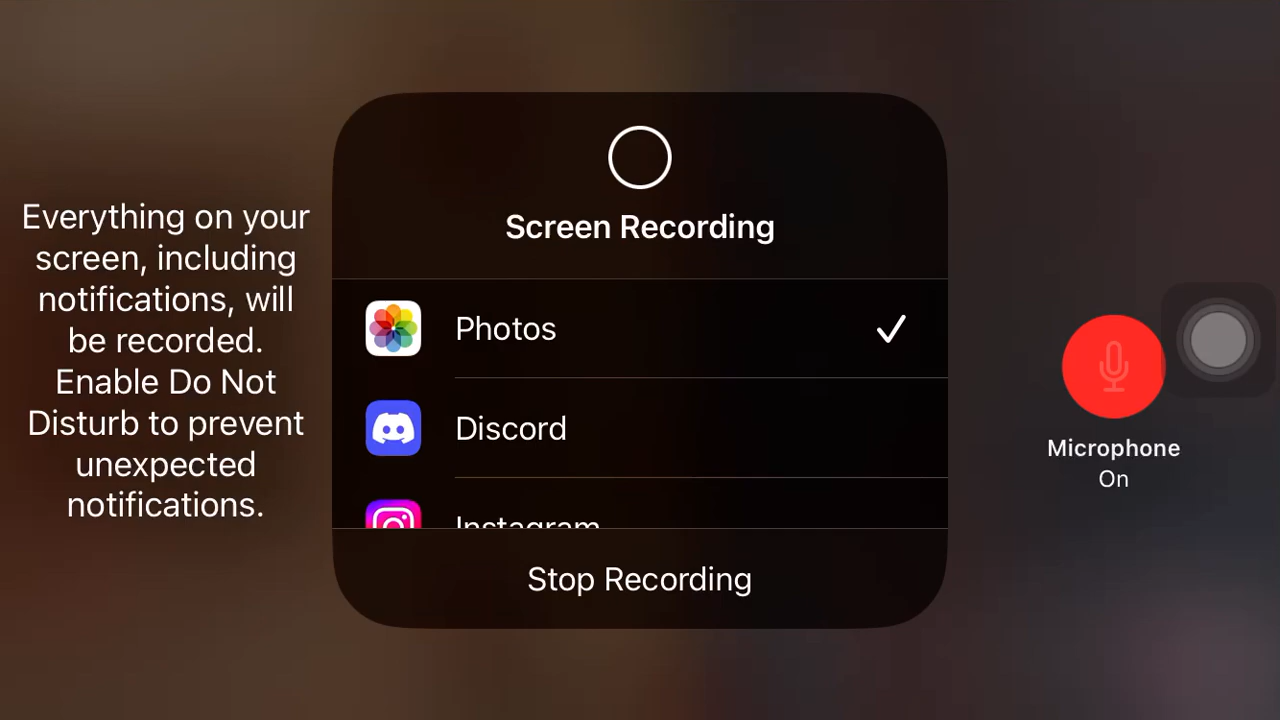 Everything on your
screen, including
notifications, will
be recorded.
Enable Do Not
Disturb to prevent
unexpected
notifications.
Screen Recording
Photos
Discord
Instagram
Stop Recording
Microphone
On